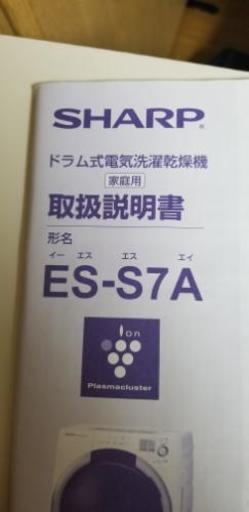 SHARP
ドラム式電気洗濯乾燥機
家庭用
取扱説明書
形名
イー エス エス エイ
ES-S7A
ion
Plasmacluster